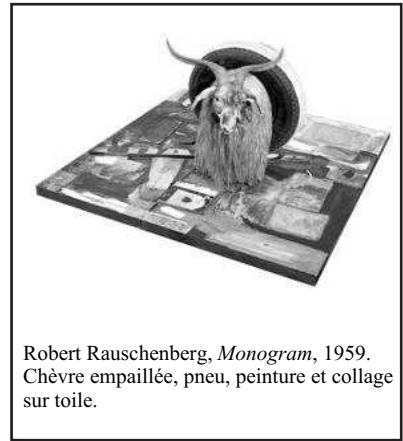 Robert Rauschenberg, Monogram, 1959.
Chèvre empaillée, pneu, peinture et collage
sur toile.